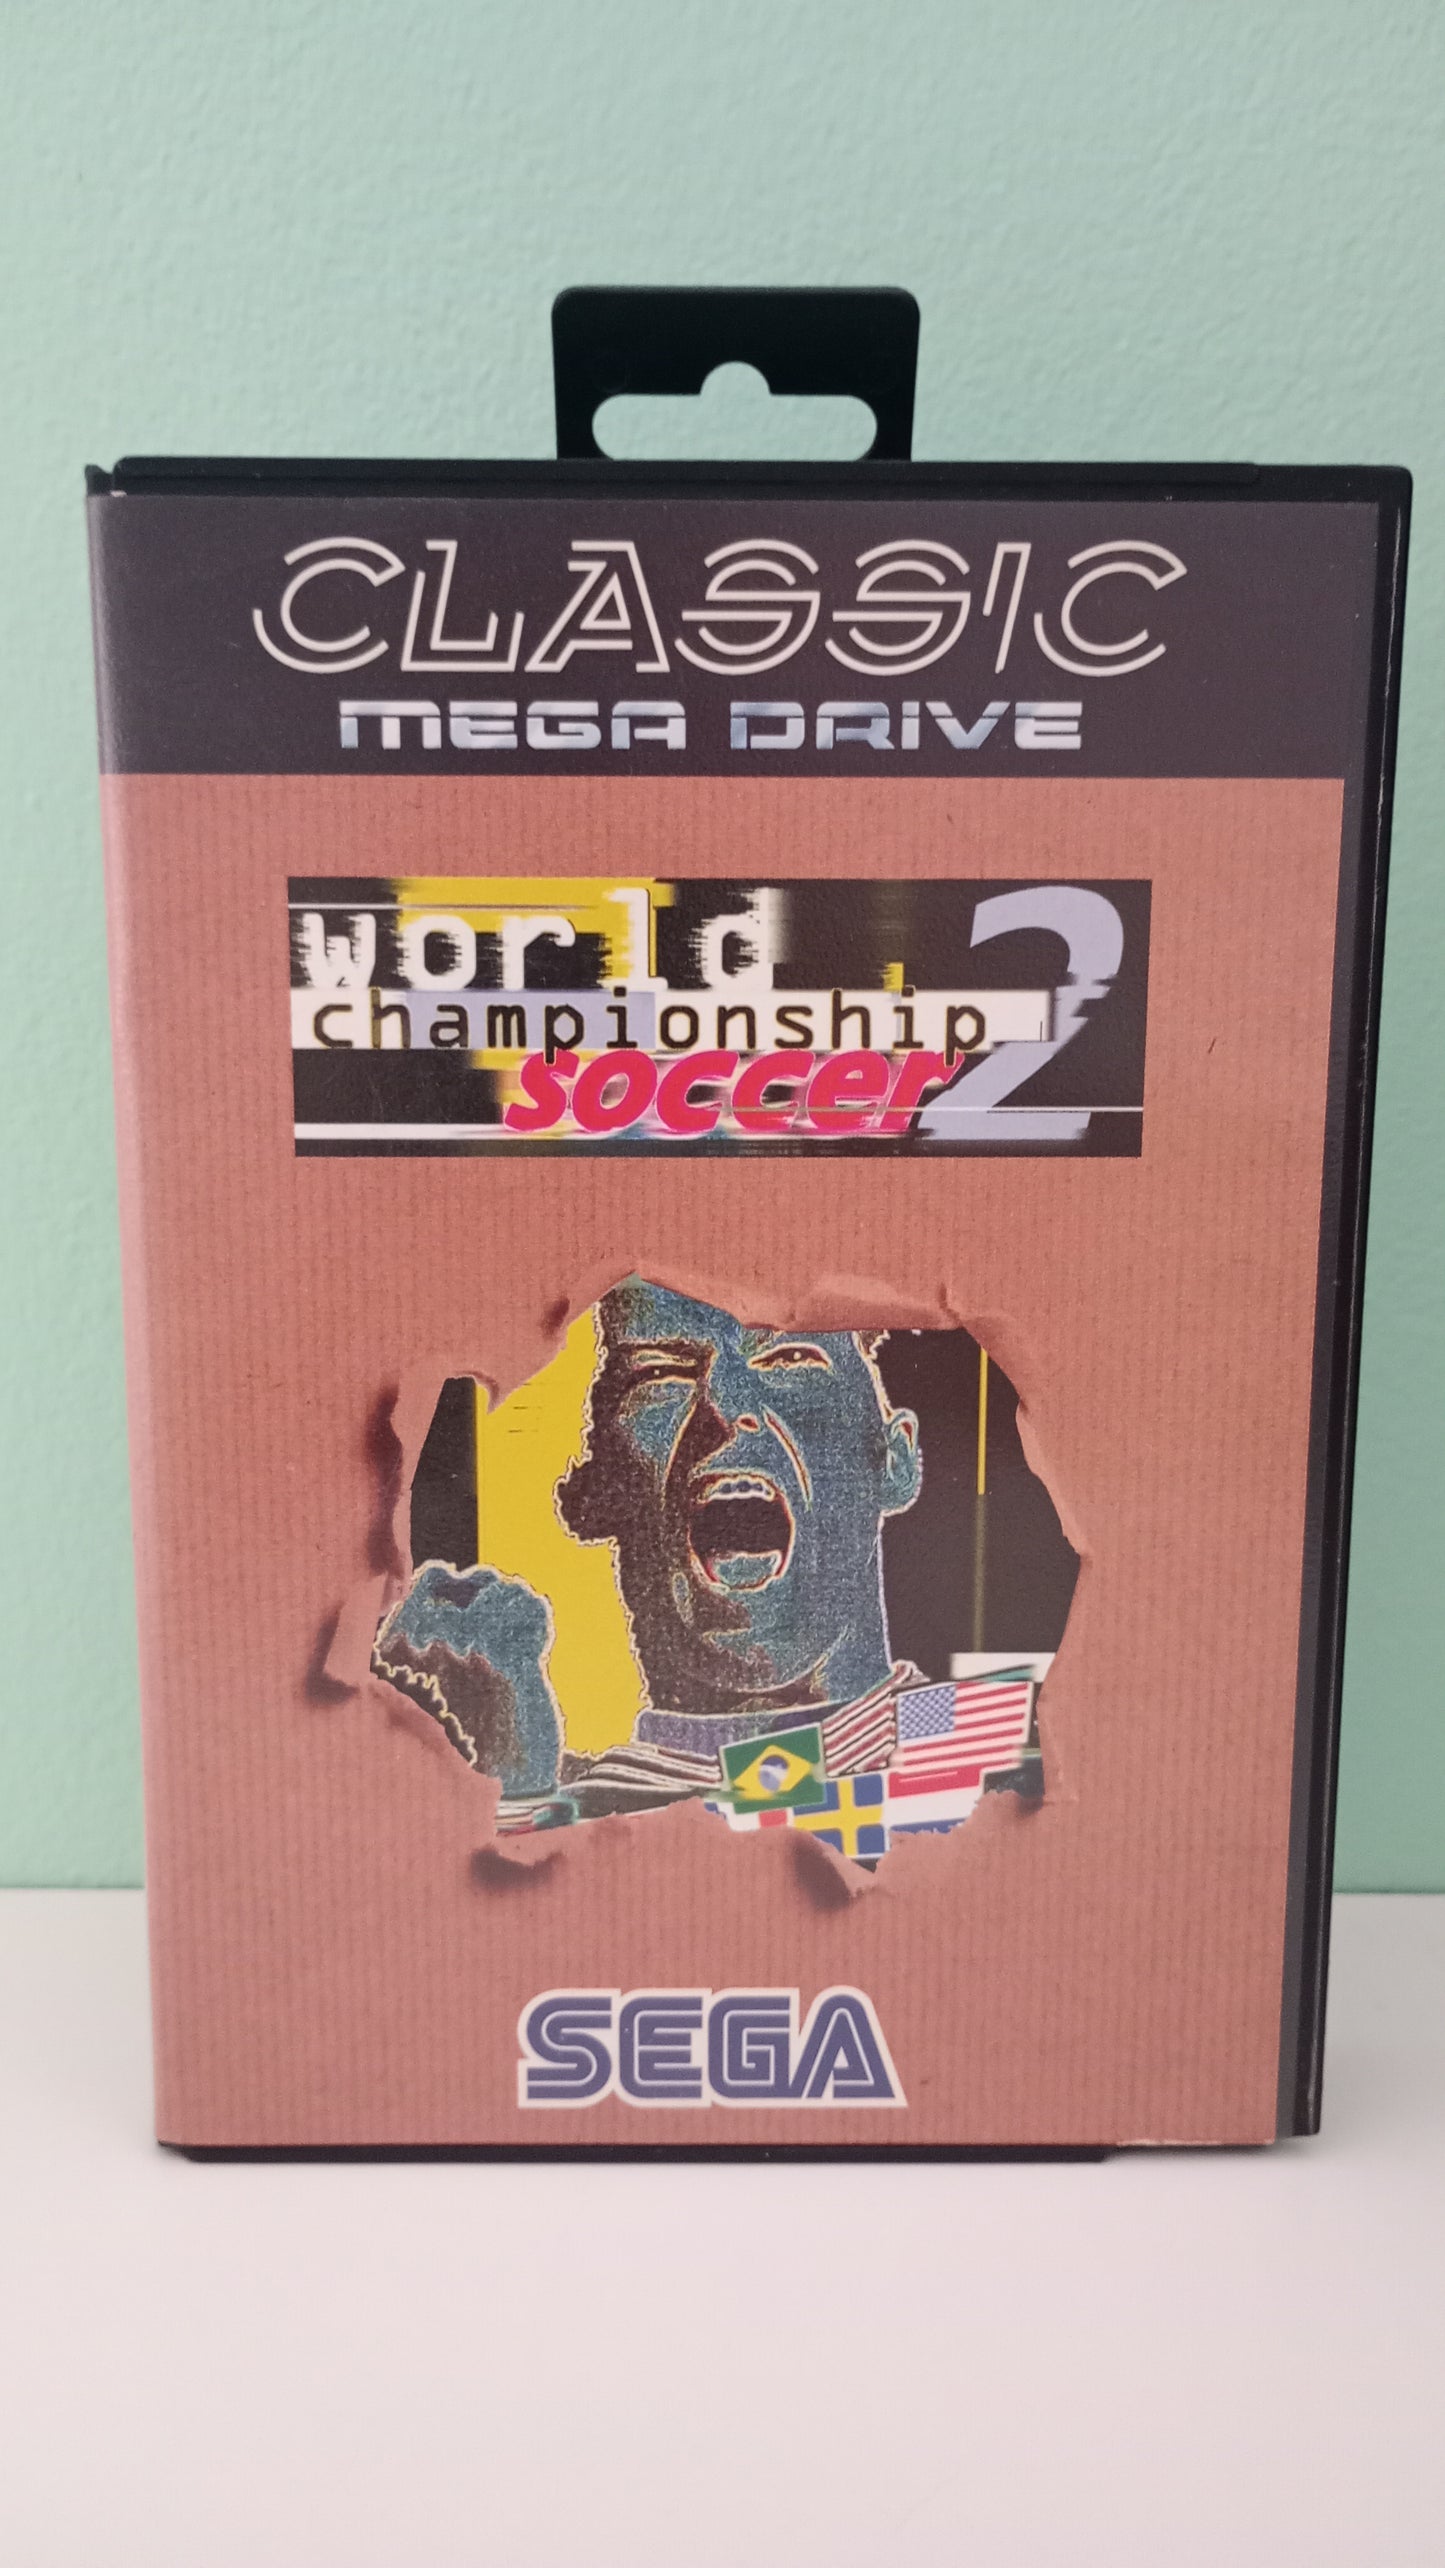 CLASSIC
MEGA DRIVE
world
championship
soccer 2
SEGA